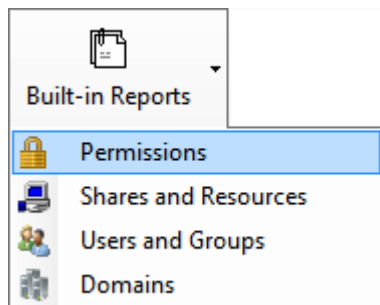 Built-in Reports
Permissions
Shares and Resources
Users and Groups
Domains